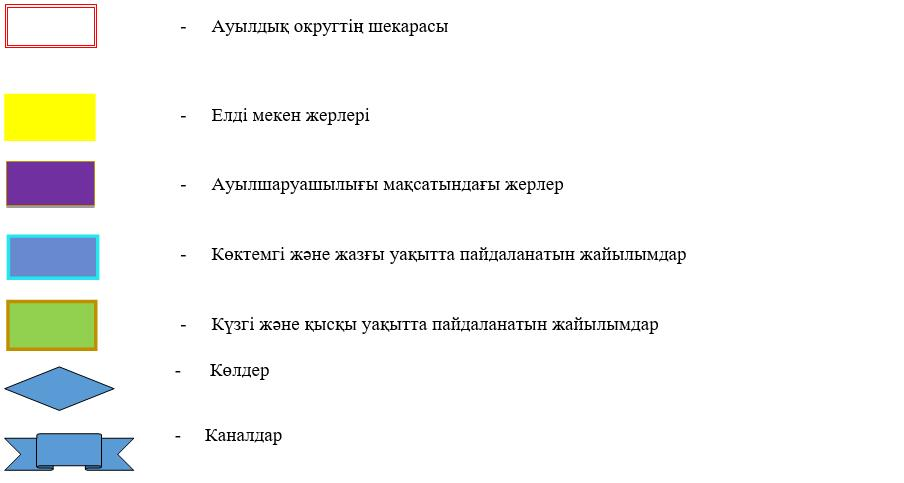 - Ауылдық округтің шекарасы
- Елді мекен жерлері
- Ауылшаруашылығы мақсатындағы жерлер
- Көктемгі және жазғы уақытта пайдаланатын жайылымдар
- Күзгі және қысқы уақытта пайдаланатын жайылымдар
- Көлдер
- Каналдар